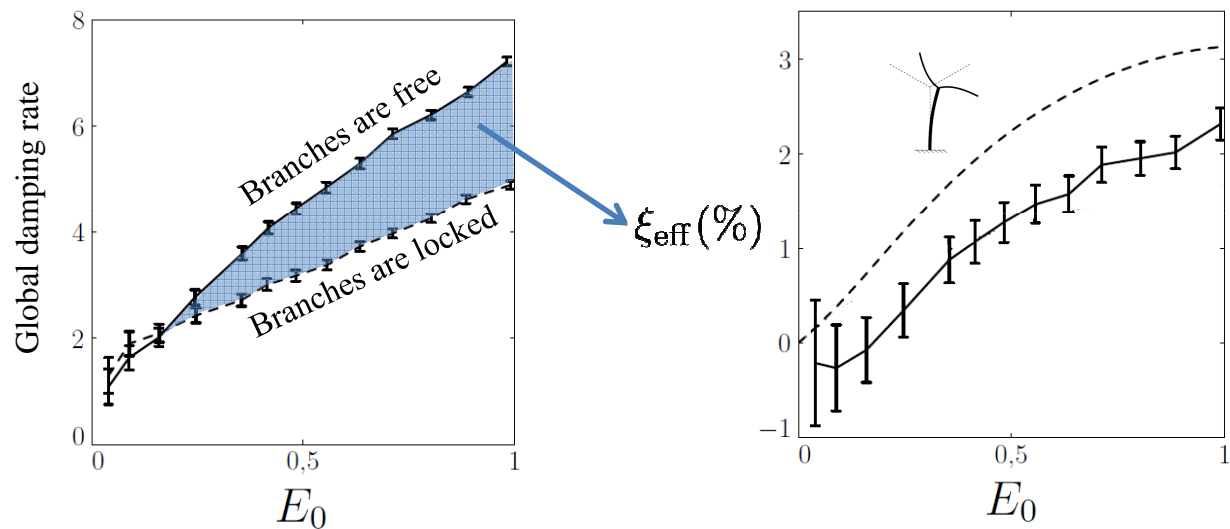 8
6
4
2
0
Global damping rate
Branches are free
Branches are locked
0
0,5
1
E₀
ξeff(%)
3
2
1
0
−1
0
0,5
1
E₀